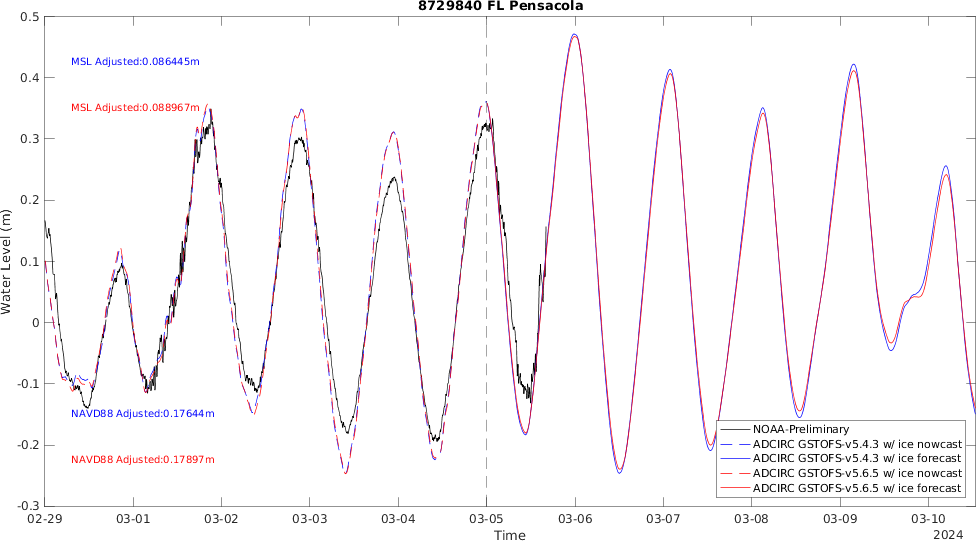 8729840 FL Pensacola
0.5
0.4
0.3
0.2
0.1
0
-0.1
-0.2
-0.3
Water Level (m)
MSL Adjusted:0.086445m
MSL Adjusted:0.088967m
NAVD88 Adjusted:0.17644m
NAVD88 Adjusted:0.17897m
NOAA-Preliminary
ADCIRC GSTOFS-v5.4.3 w/ ice nowcast
ADCIRC GSTOFS-v5.4.3 w/ ice forecast
ADCIRC GSTOFS-v5.6.5 w/ ice nowcast
ADCIRC GSTOFS-v5.6.5 w/ ice forecast
02-29 03-01 03-02 03-03 03-04 03-05 03-06 03-07 03-08 03-09 03-10
Time
2024